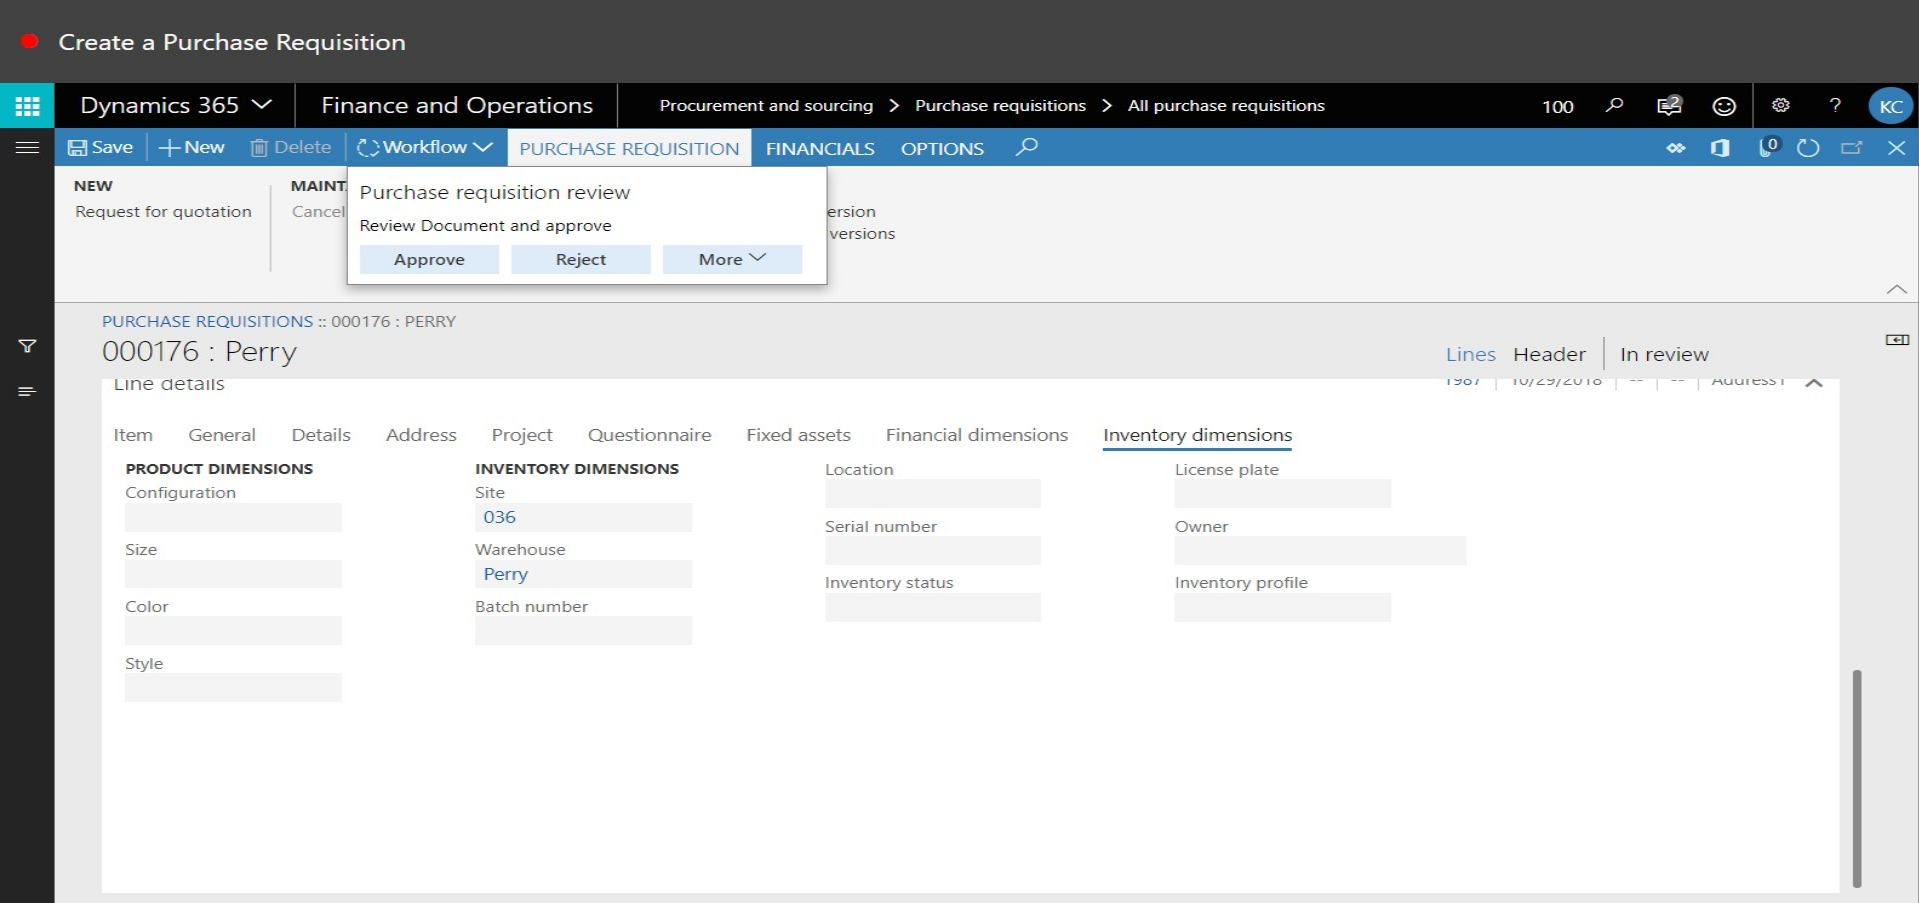 Create a Purchase Requisition
Dynamics 365 Finance and Operations Procurement and sourcing > Purchase requisitions > All purchase requisitions 100 2 ? KC
Save New Delete Workflow PURCHASE REQUISITION FINANCIALS OPTIONS 0
NEW
Request for quotation
MAINT
Cancel
Purchase requisition review
Review Document and approve
Approve Reject More
ersion
versions
PURCHASE REQUISITIONS :: 000176 : PERRY
000176 : Perry
Lines Header In review
Line details 1987 10/29/2018 -- -- Address1
Item General Details Address Project Questionnaire Fixed assets Financial dimensions Inventory dimensions
PRODUCT DIMENSIONS
Configuration
Size
Color
Style
INVENTORY DIMENSIONS
Site
036
Warehouse
Perry
Batch number
Location
Serial number
Inventory status
License plate
Owner
Inventory profile